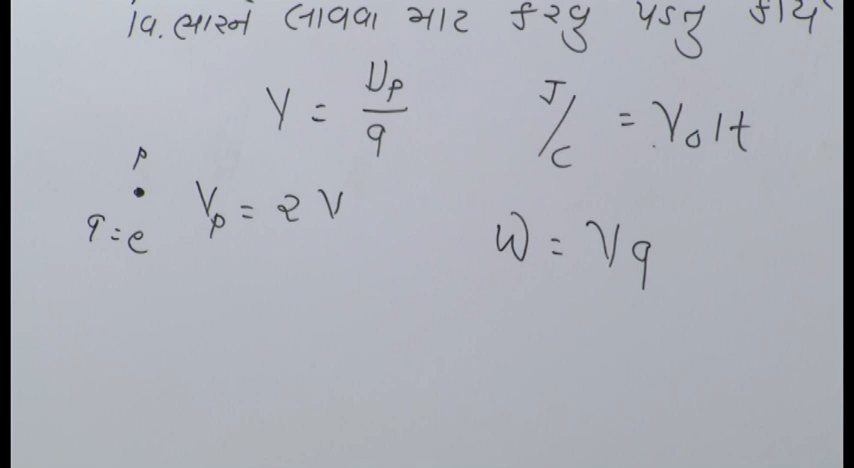 વિ. ભારને લાવવા માટે કરવુ પડતુ કાર્ય
V = Up/q J/C = Volt
p
• Vp = 2 V
q = e
W = Vq